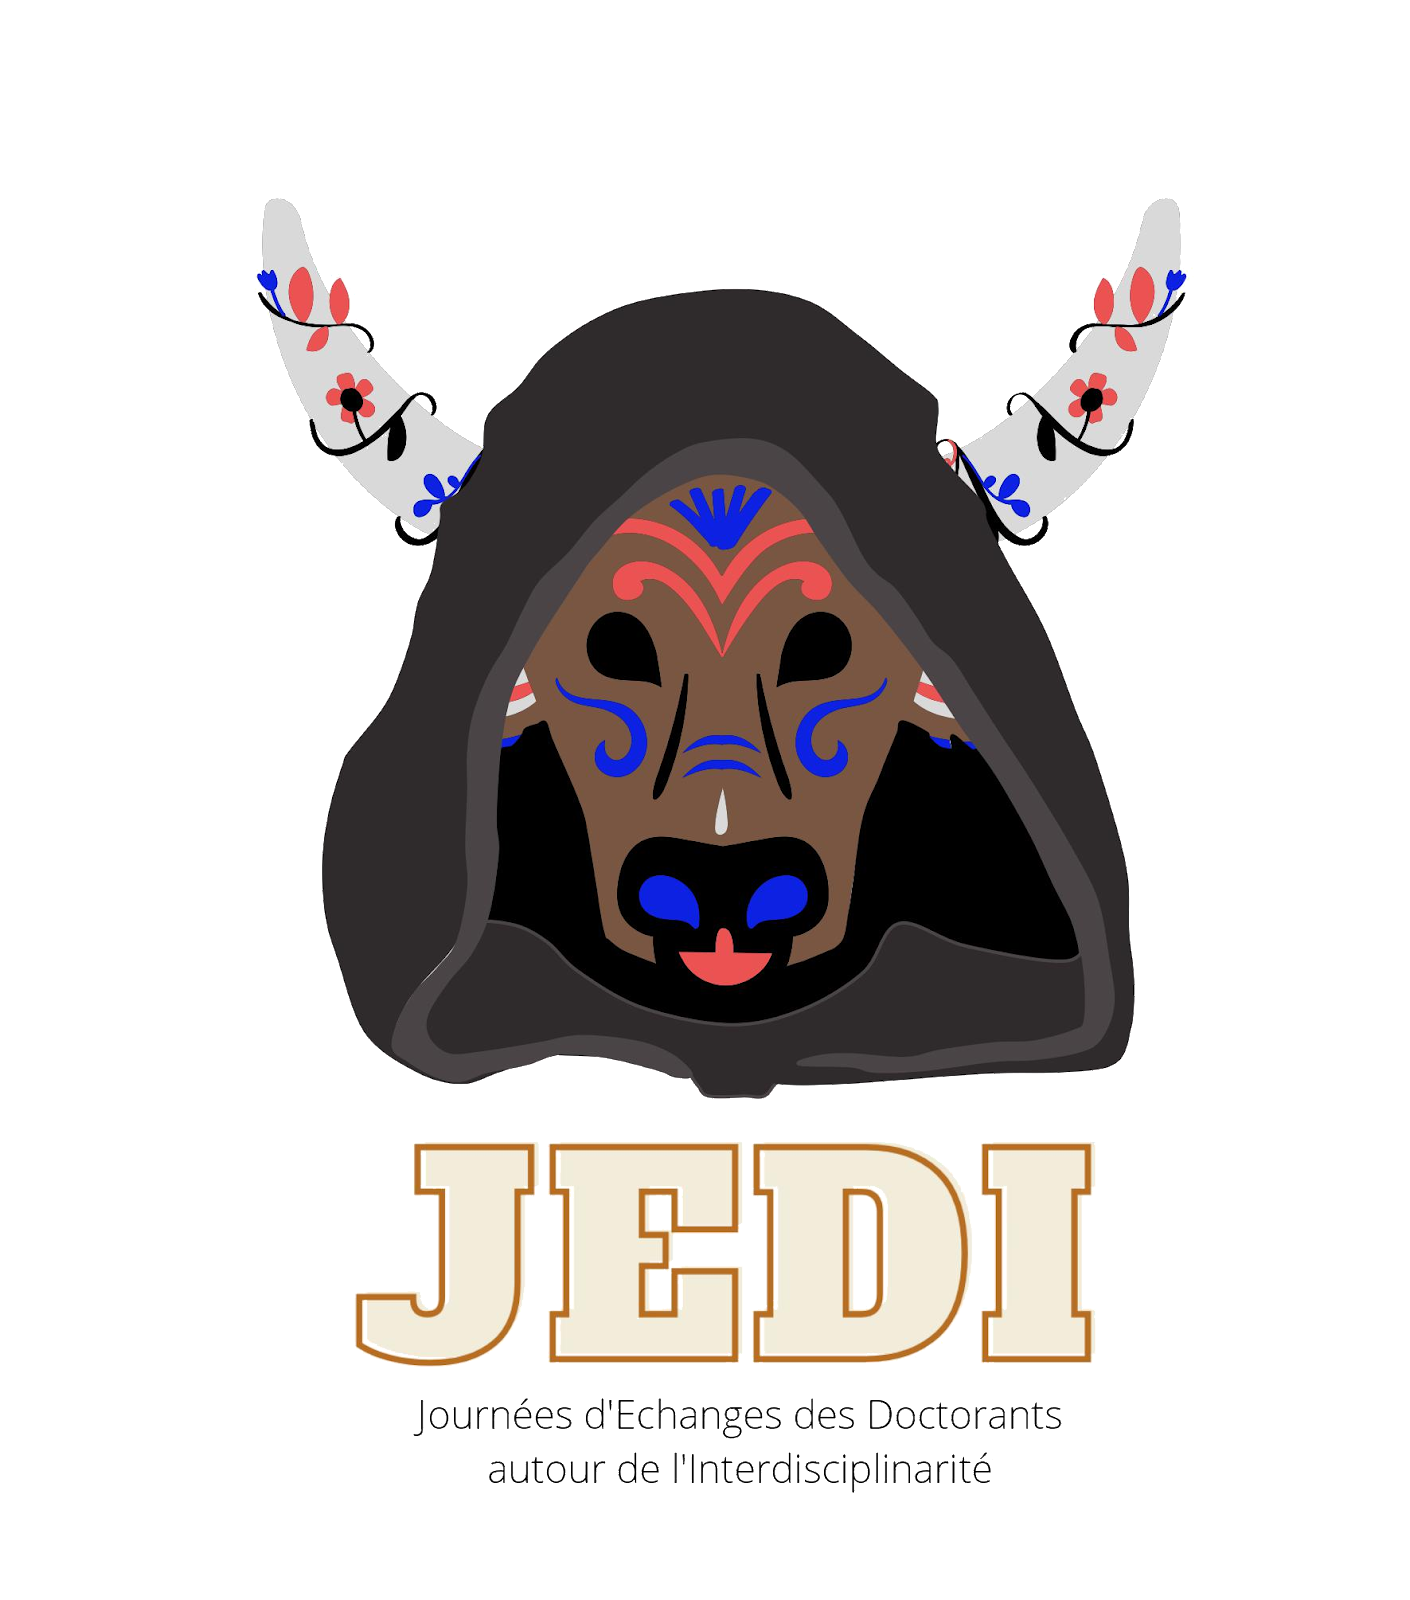 JEDI
Journées d'Echanges des Doctorants
autour de l'Interdisciplinarité